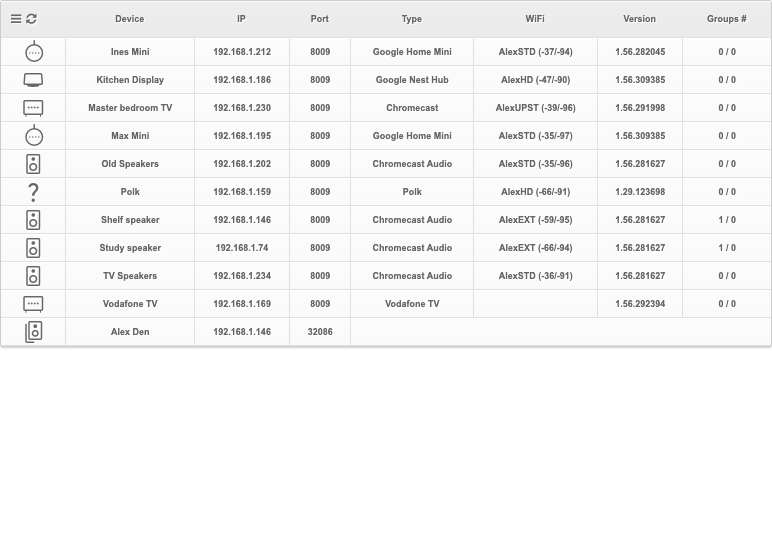 Device IP Port Type WiFi Version Groups #
Ines Mini 192.168.1.212 8009 Google Home Mini AlexSTD (-37/-94) 1.56.282045 0 / 0
Kitchen Display 192.168.1.186 8009 Google Nest Hub AlexHD (-47/-90) 1.56.309385 0 / 0
Master bedroom TV 192.168.1.230 8009 Chromecast AlexUPST (-39/-96) 1.56.291998 0 / 0
Max Mini 192.168.1.195 8009 Google Home Mini AlexSTD (-35/-97) 1.56.309385 0 / 0
Old Speakers 192.168.1.202 8009 Chromecast Audio AlexSTD (-35/-96) 1.56.281627 0 / 0
? Polk 192.168.1.159 8009 Polk AlexHD (-66/-91) 1.29.123698 0 / 0
Shelf speaker 192.168.1.146 8009 Chromecast Audio AlexEXT (-59/-95) 1.56.281627 1 / 0
Study speaker 192.168.1.74 8009 Chromecast Audio AlexEXT (-66/-94) 1.56.281627 1 / 0
TV Speakers 192.168.1.234 8009 Chromecast Audio AlexSTD (-36/-91) 1.56.281627 0 / 0
Vodafone TV 192.168.1.169 8009 Vodafone TV 1.56.292394 0 / 0
Alex Den 192.168.1.146 32086